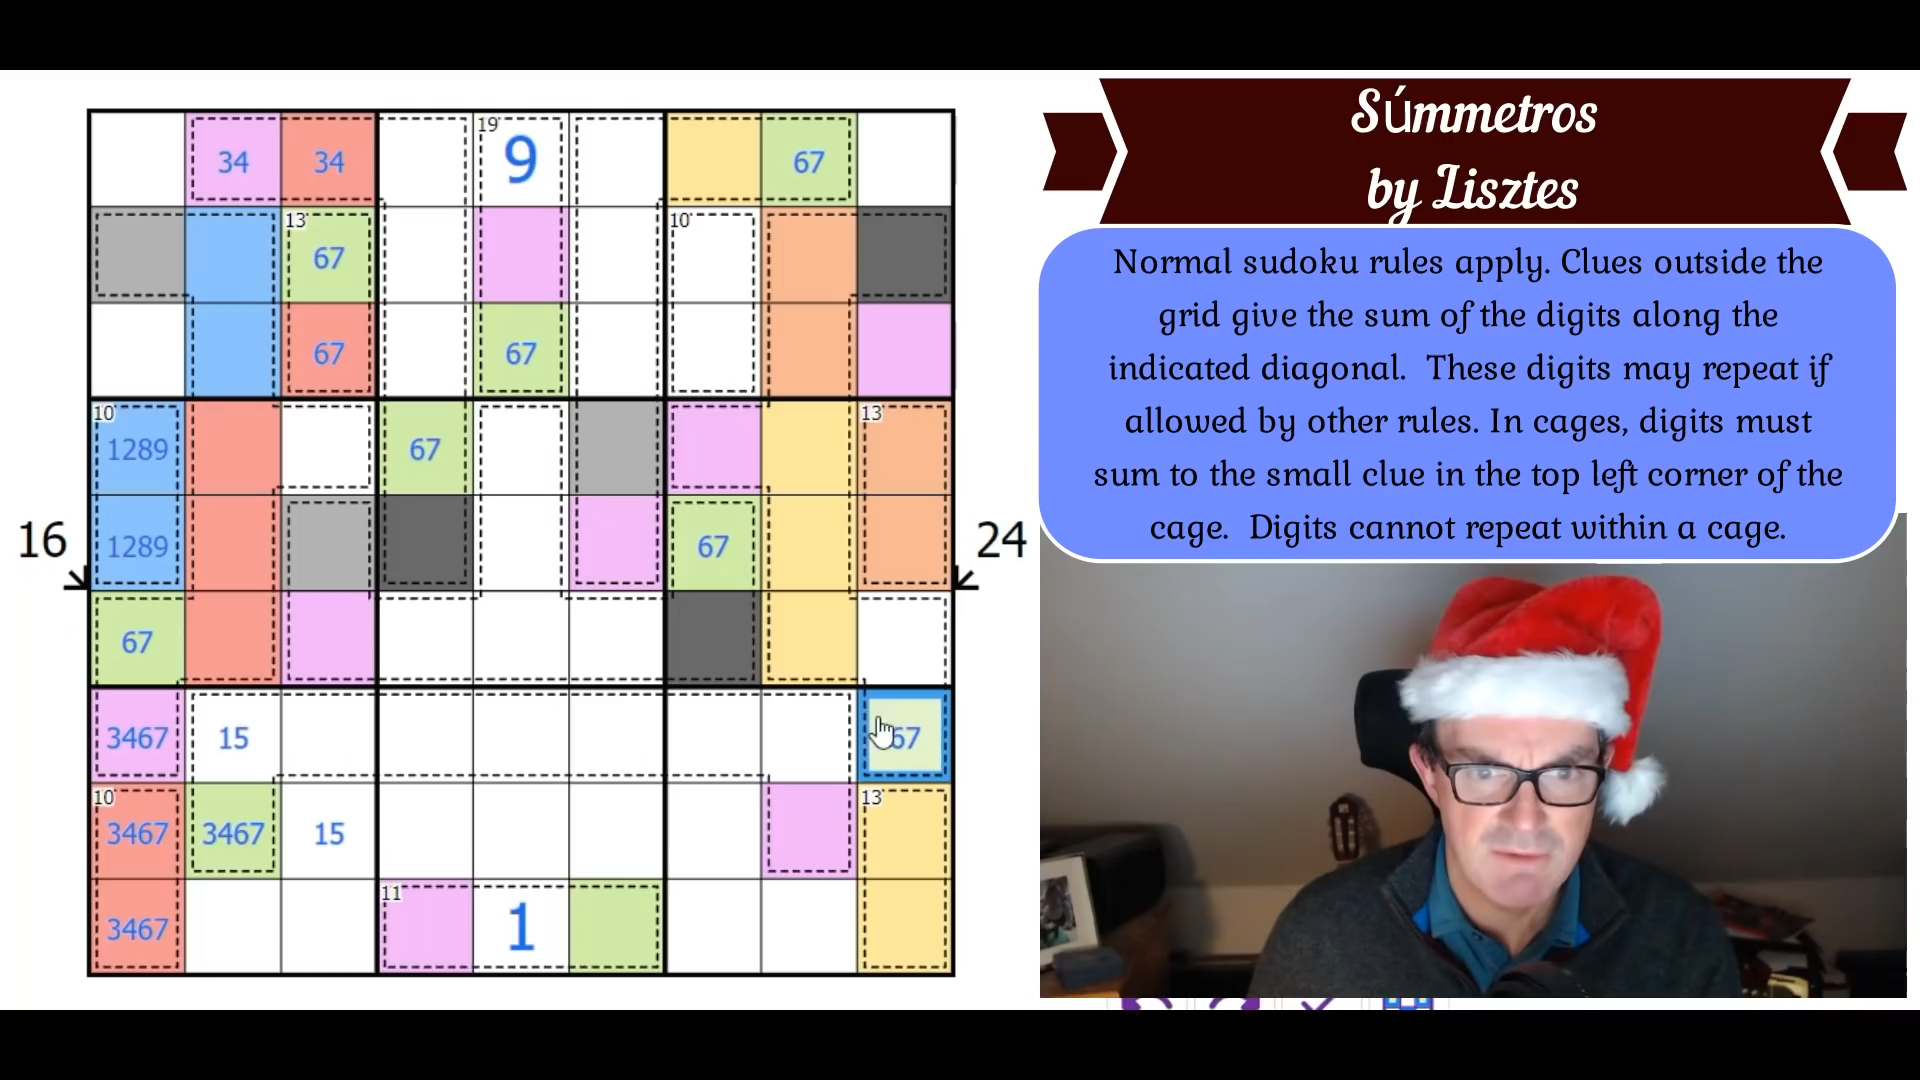 Súmmetros
by Lisztes
Normal sudoku rules apply. Clues outside the
grid give the sum of the digits along the
indicated diagonal. These digits may repeat if
allowed by other rules. In cages, digits must
sum to the small clue in the top left corner of the
cage. Digits cannot repeat within a cage.
34 34 19 9 67
13 67 10
67 67
10 1289 67 13
16 1289 67 24
67
3467 15 67
10 3467 3467 15 13
3467 11 1